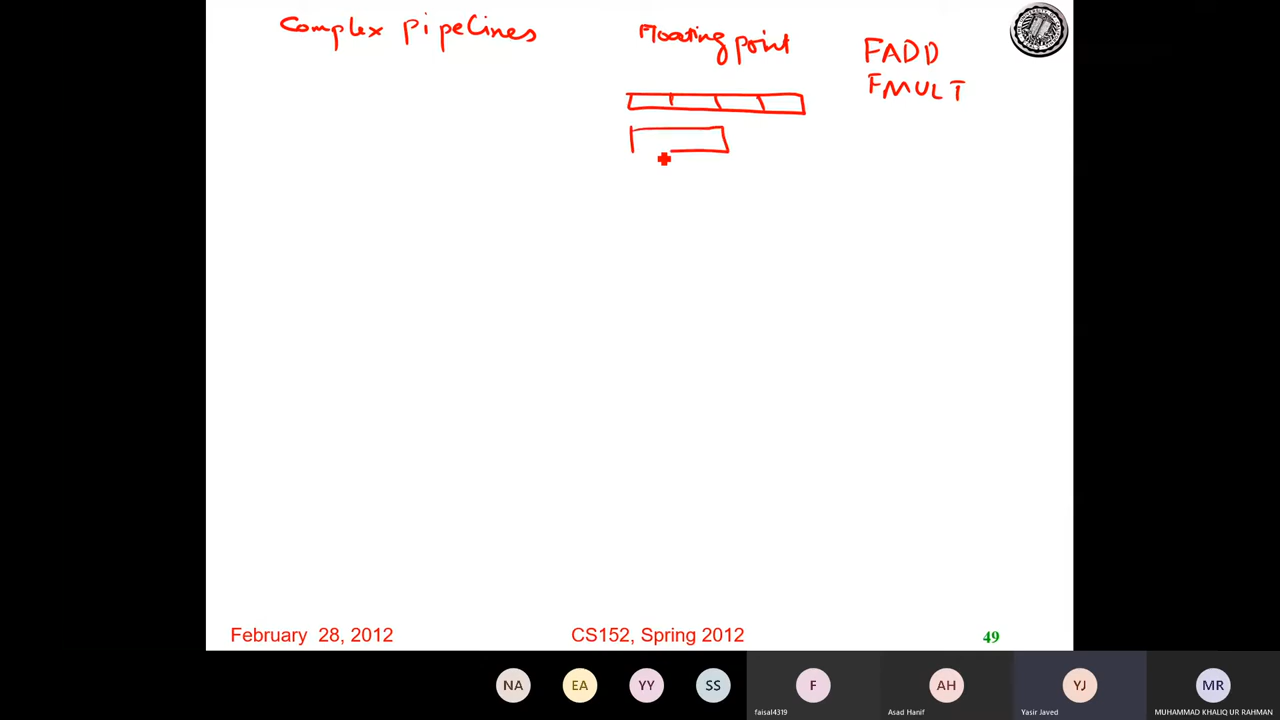 Complex pipelines
Floating point
FADD
FMULT
February 28, 2012
CS152, Spring 2012
49
NA
EA
YY
SS
F
AH
YJ
MR
faisal4319
Asad Hanif
Yasir Javed
MUHAMMAD KHALIQ UR RAHMAN